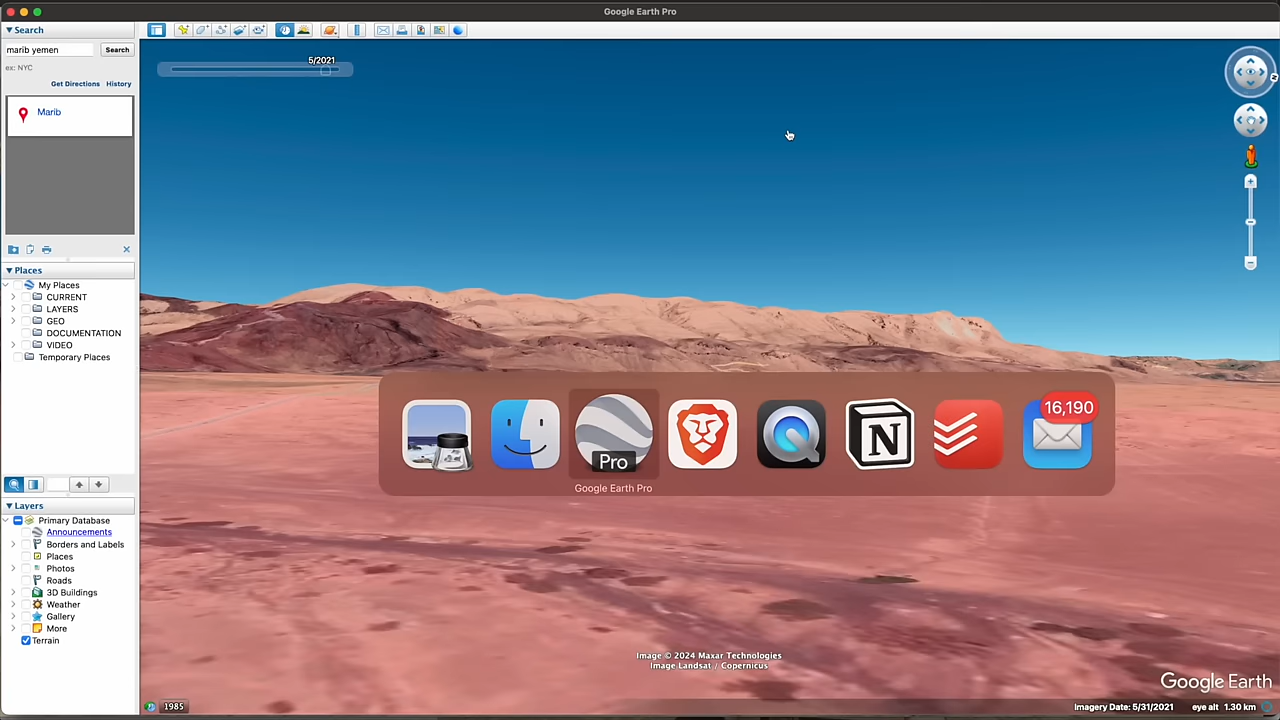 Google Earth Pro
Search
marib yemen
Search
ex: NYC
Get Directions
History
Marib
Places
My Places
CURRENT
LAYERS
GEO
DOCUMENTATION
VIDEO
Temporary Places
Layers
Primary Database
Announcements
Borders and Labels
Places
Photos
Roads
3D Buildings
Weather
Gallery
More
Terrain
5/2021
N
Pro
N
16,190
Google Earth Pro
Image © 2024 Maxar Technologies
Image Landsat / Copernicus
Google Earth
1985
Imagery Date: 5/31/2021 eye alt 1.30 km